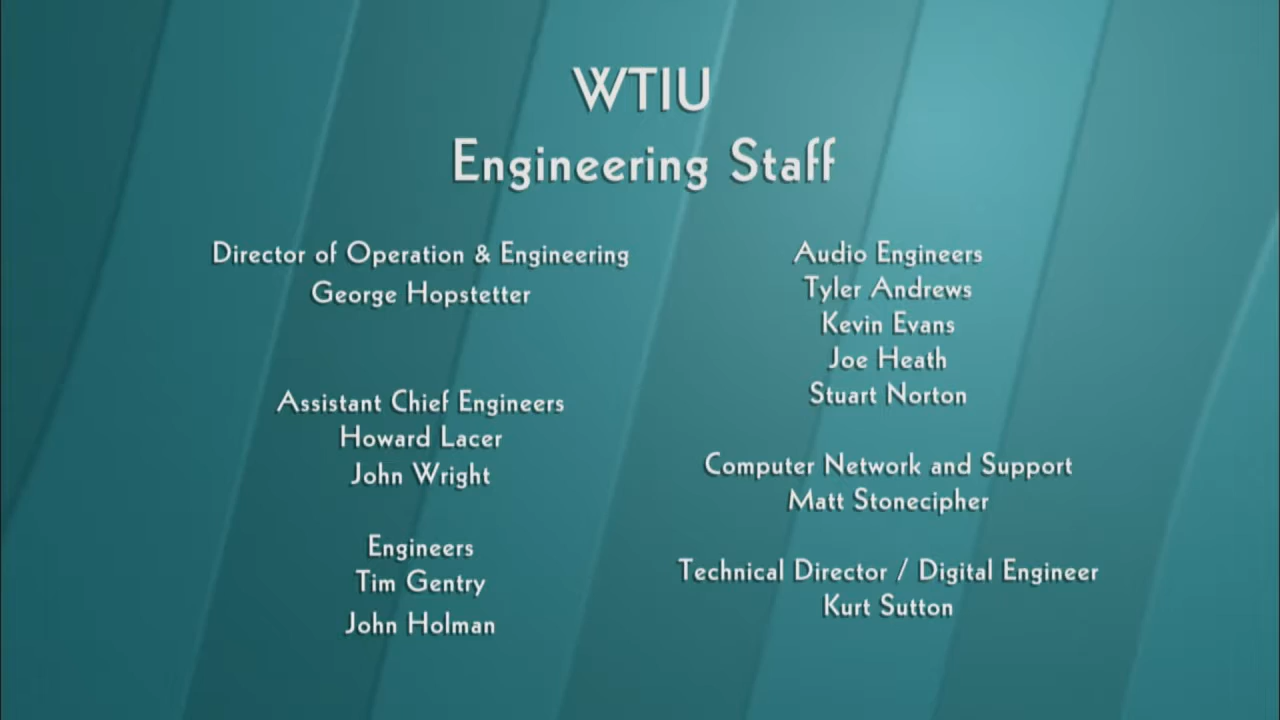 WTIU
Engineering Staff
Director of Operation & Engineering
George Hopstetter
Assistant Chief Engineers
Howard Lacer
John Wright
Engineers
Tim Gentry
John Holman
Audio Engineers
Tyler Andrews
Kevin Evans
Joe Heath
Stuart Norton
Computer Network and Support
Matt Stonecipher
Technical Director / Digital Engineer
Kurt Sutton